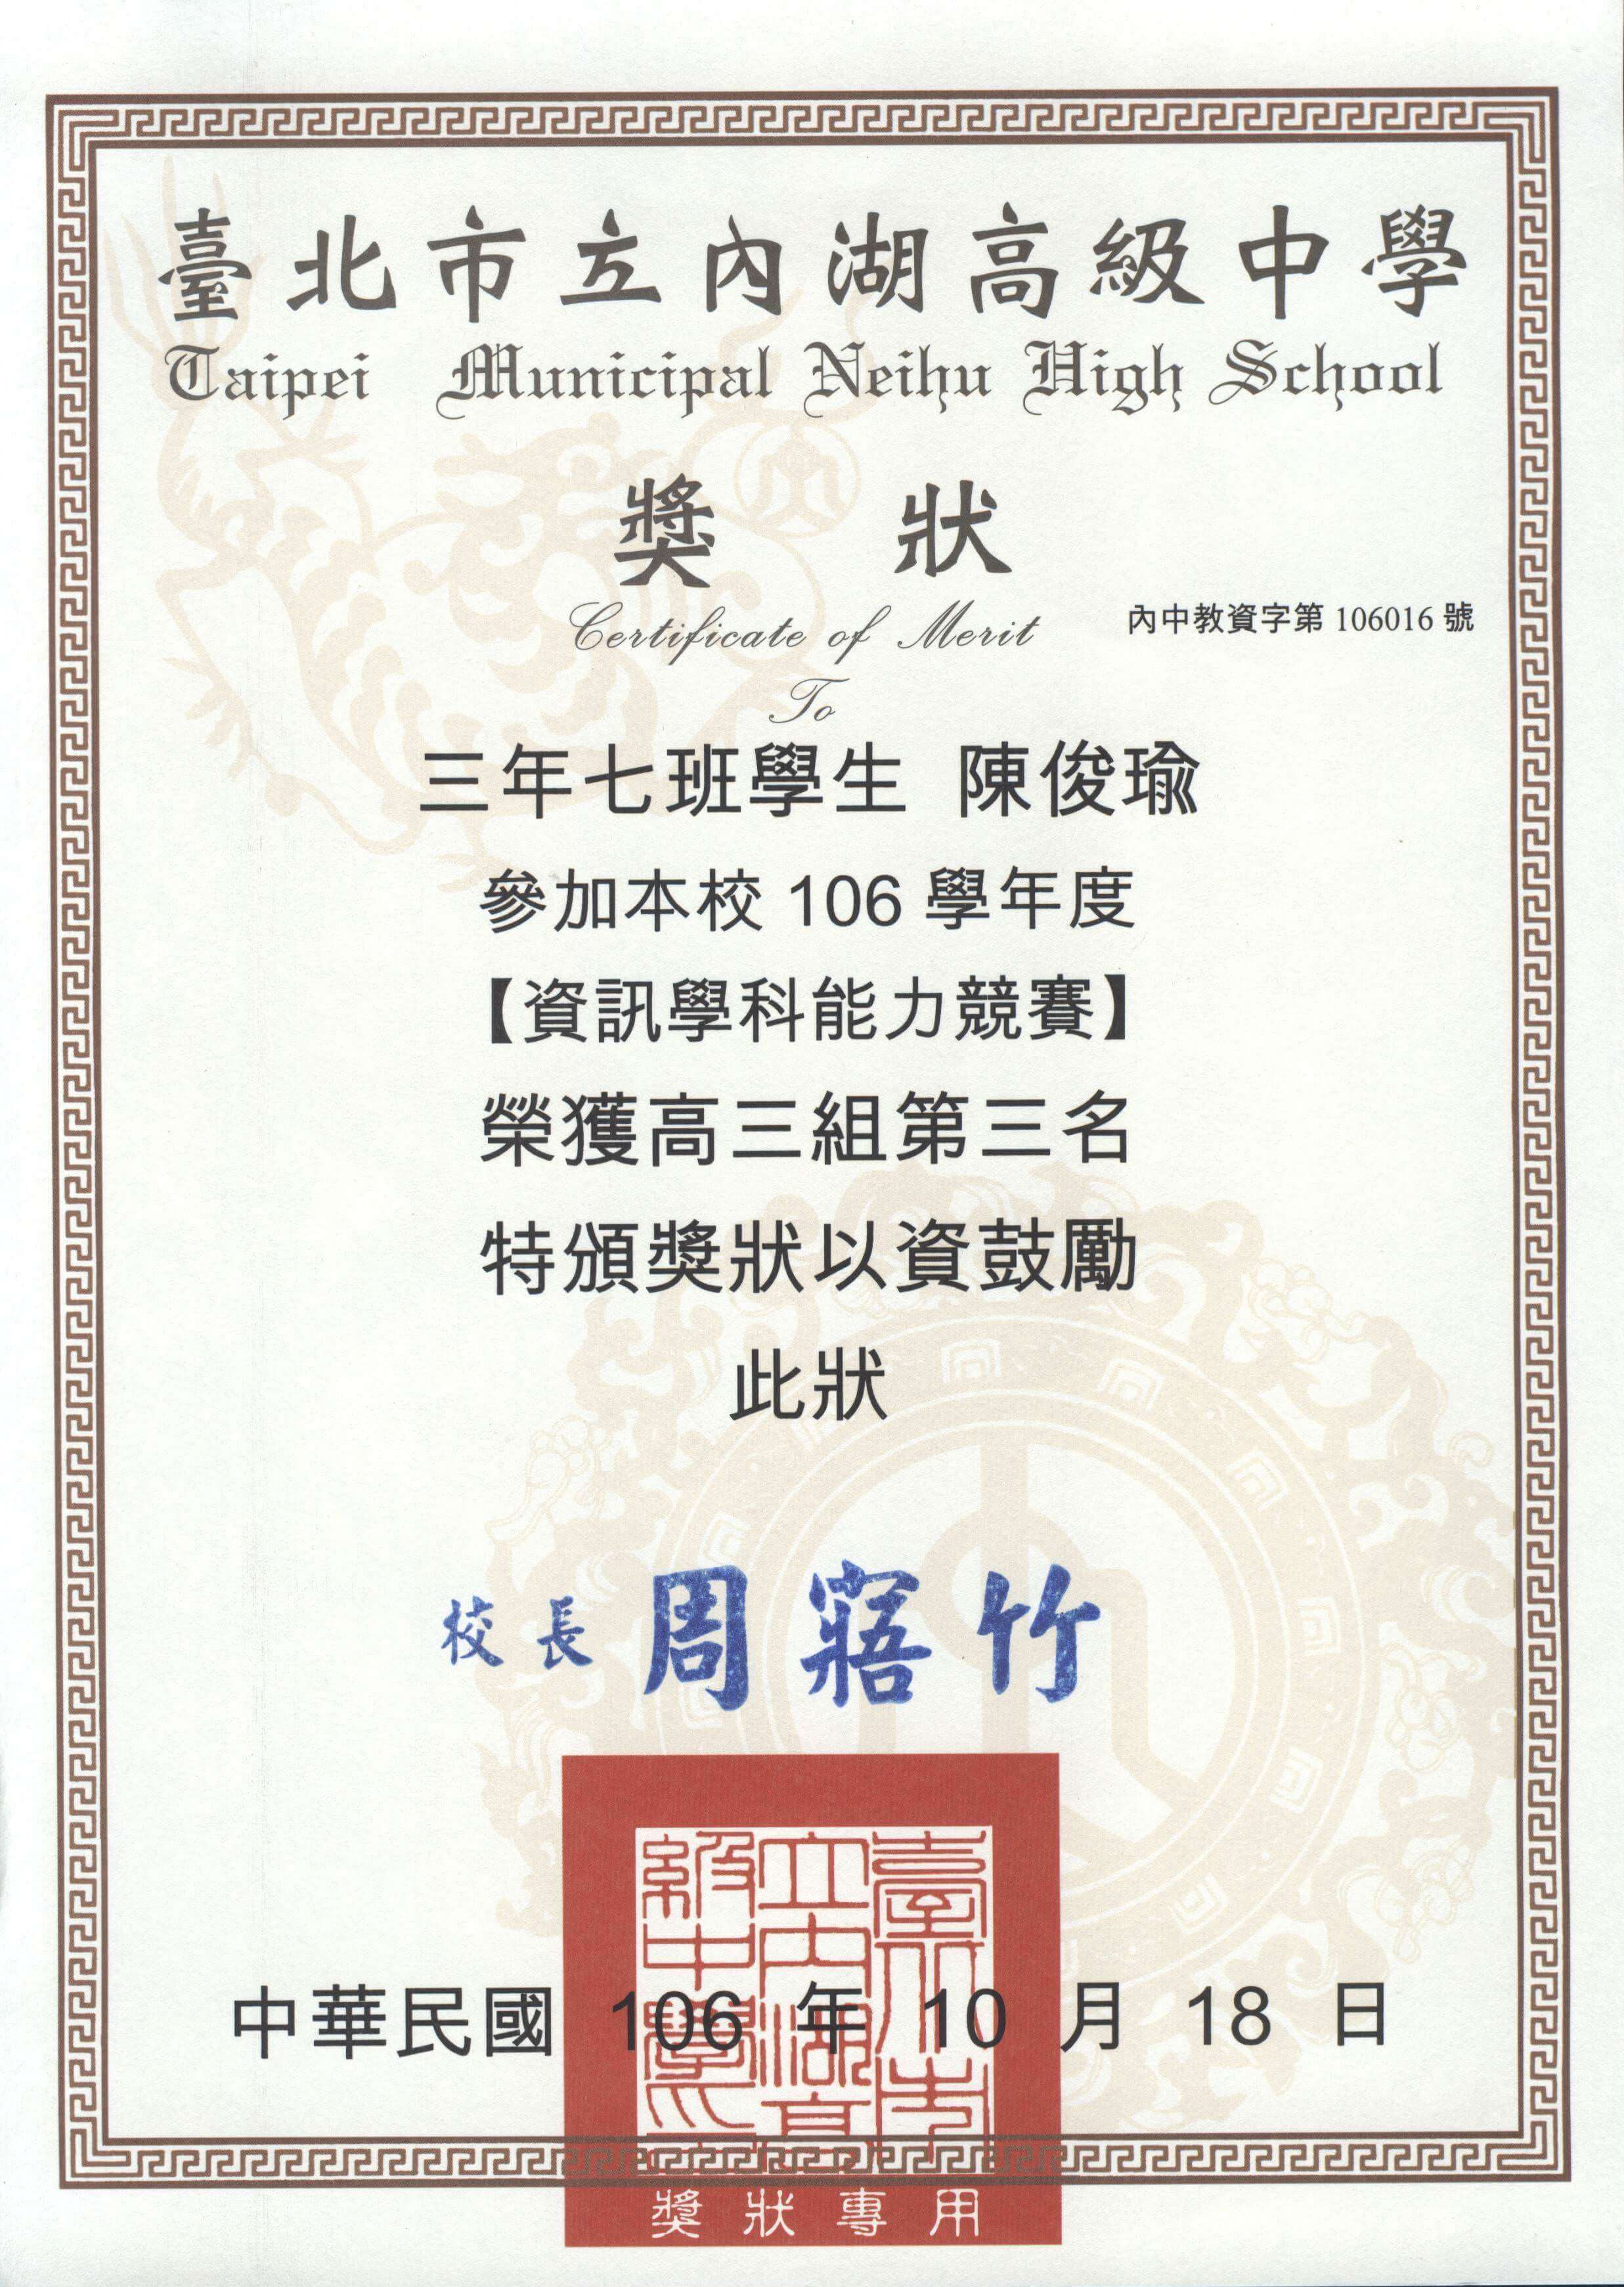 臺北市立內湖高級中學
Taipei Municipal Neihu High School
獎狀
Certificate of Merit
內中教資字第 106016 號
To
三年七班學生 陳俊瑜
參加本校 106 學年度
【資訊學科能力競賽】
榮獲高三組第三名
特頒獎狀以資鼓勵
此狀
校長 周寤竹
臺北市立內湖高級中學
中華民國 106 年 10 月 18 日
獎狀專用